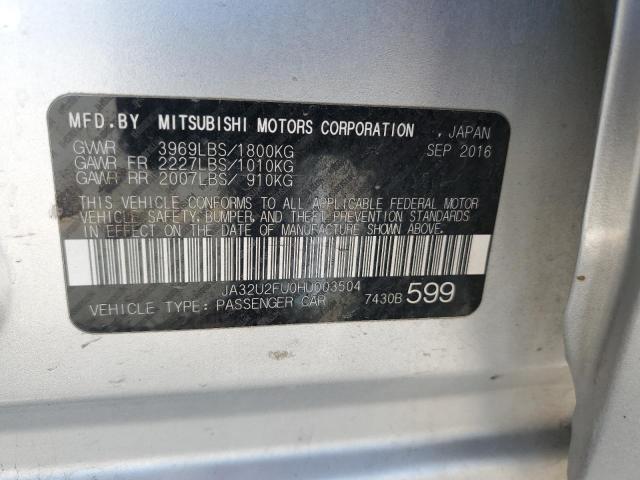 MFD.BY MITSUBISHI MOTORS CORPORATION , JAPAN
GVWR 3969LBS/1800KG SEP 2016
GAWR FR 2227LBS/1010KG
GAWR RR 2007LBS/ 910KG
THIS VEHICLE CONFORMS TO ALL APPLICABLE FEDERAL MOTOR
VEHICLE SAFETY, BUMPER, AND THEFT PREVENTION STANDARDS
IN EFFECT ON THE DATE OF MANUFACTURE SHOWN ABOVE.
JA32U2FU0HU003504
VEHICLE TYPE: PASSENGER CAR 7430B 599